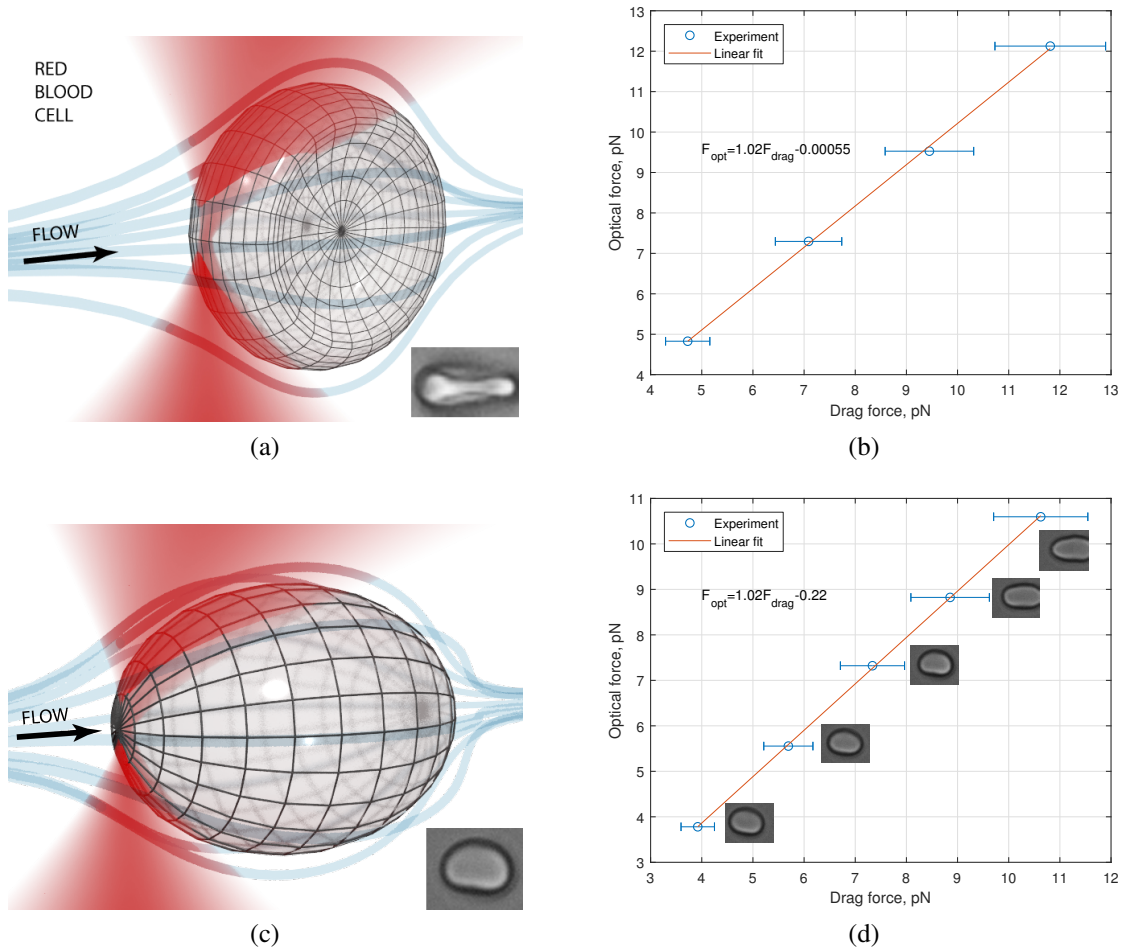 RED
BLOOD
CELL
FLOW
(a)
Experiment
Linear fit
F_opt=1.02F_drag-0.00055
Optical force, pN
13
12
11
10
9
8
7
6
5
4
4 5 6 7 8 9 10 11 12 13
Drag force, pN
(b)
FLOW
(c)
Experiment
Linear fit
F_opt=1.02F_drag-0.22
Optical force, pN
11
10
9
8
7
6
5
4
3
3 4 5 6 7 8 9 10 11 12
Drag force, pN
(d)